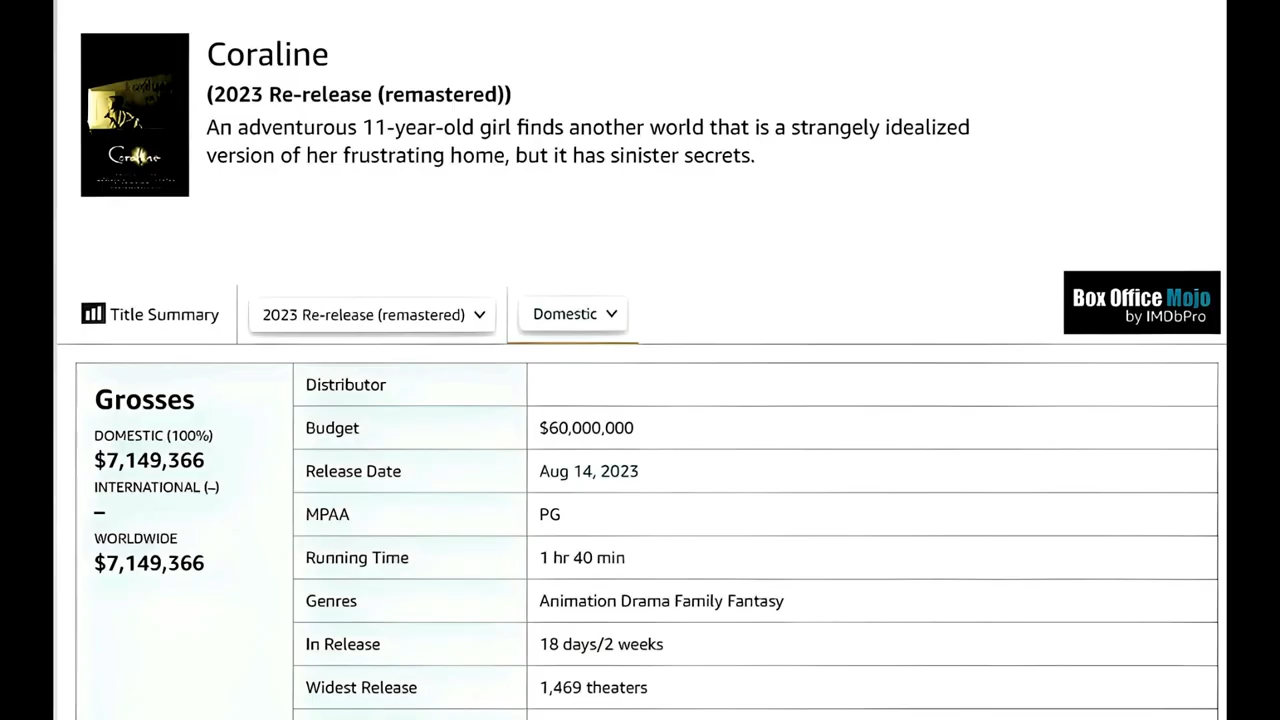 Coraline
(2023 Re-release (remastered))
An adventurous 11-year-old girl finds another world that is a strangely idealized
version of her frustrating home, but it has sinister secrets.
Coraline
Title Summary
2023 Re-release (remastered)
Domestic
Box Office Mojo
by IMDbPro
Grosses
DOMESTIC (100%)
$7,149,366
INTERNATIONAL (–)
–
WORLDWIDE
$7,149,366
Distributor
Budget $60,000,000
Release Date Aug 14, 2023
MPAA PG
Running Time 1 hr 40 min
Genres Animation Drama Family Fantasy
In Release 18 days/2 weeks
Widest Release 1,469 theaters